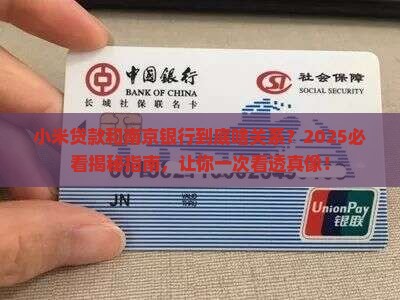 中国银行
BANK OF CHINA
长城社保联名卡
社会保障
SOCIAL SECURITY
小米贷款和南京银行到底啥关系？2025必
看揭秘指南，让你一次看透真像！
VALID DATES:
JN
UnionPay
银联